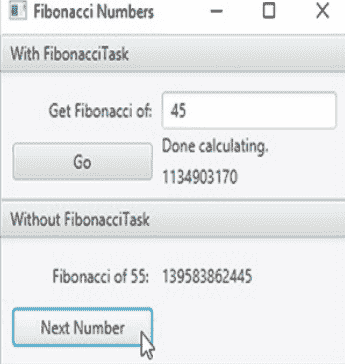 Fibonacci Numbers
With FibonacciTask
Get Fibonacci of: 45
Go
Done calculating.
1134903170
Without FibonacciTask
Fibonacci of 55: 139583862445
Next Number